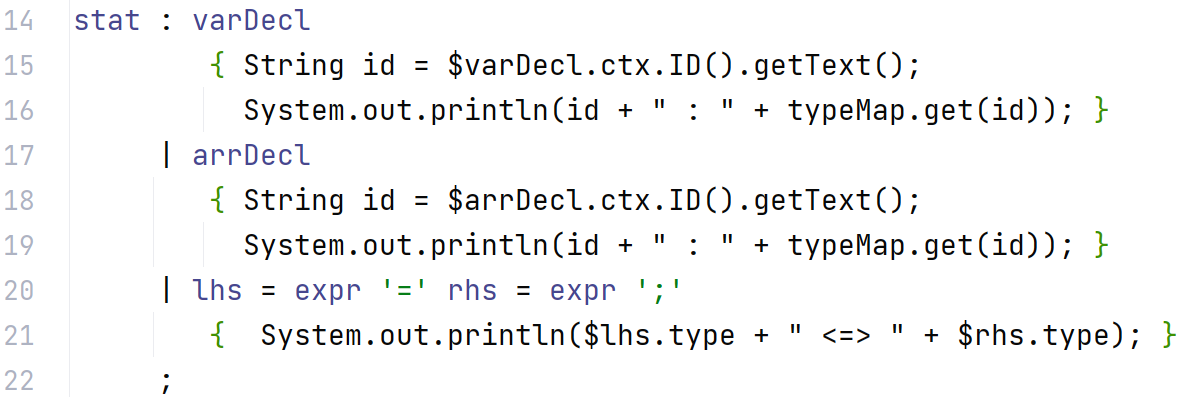 14 stat : varDecl
15         { String id = $varDecl.ctx.ID().getText();
16           System.out.println(id + " : " + typeMap.get(id)); }
17      | arrDecl
18         { String id = $arrDecl.ctx.ID().getText();
19           System.out.println(id + " : " + typeMap.get(id)); }
20      | lhs = expr '=' rhs = expr ';'
21         {  System.out.println($lhs.type + " <=> " + $rhs.type); }
22      ;